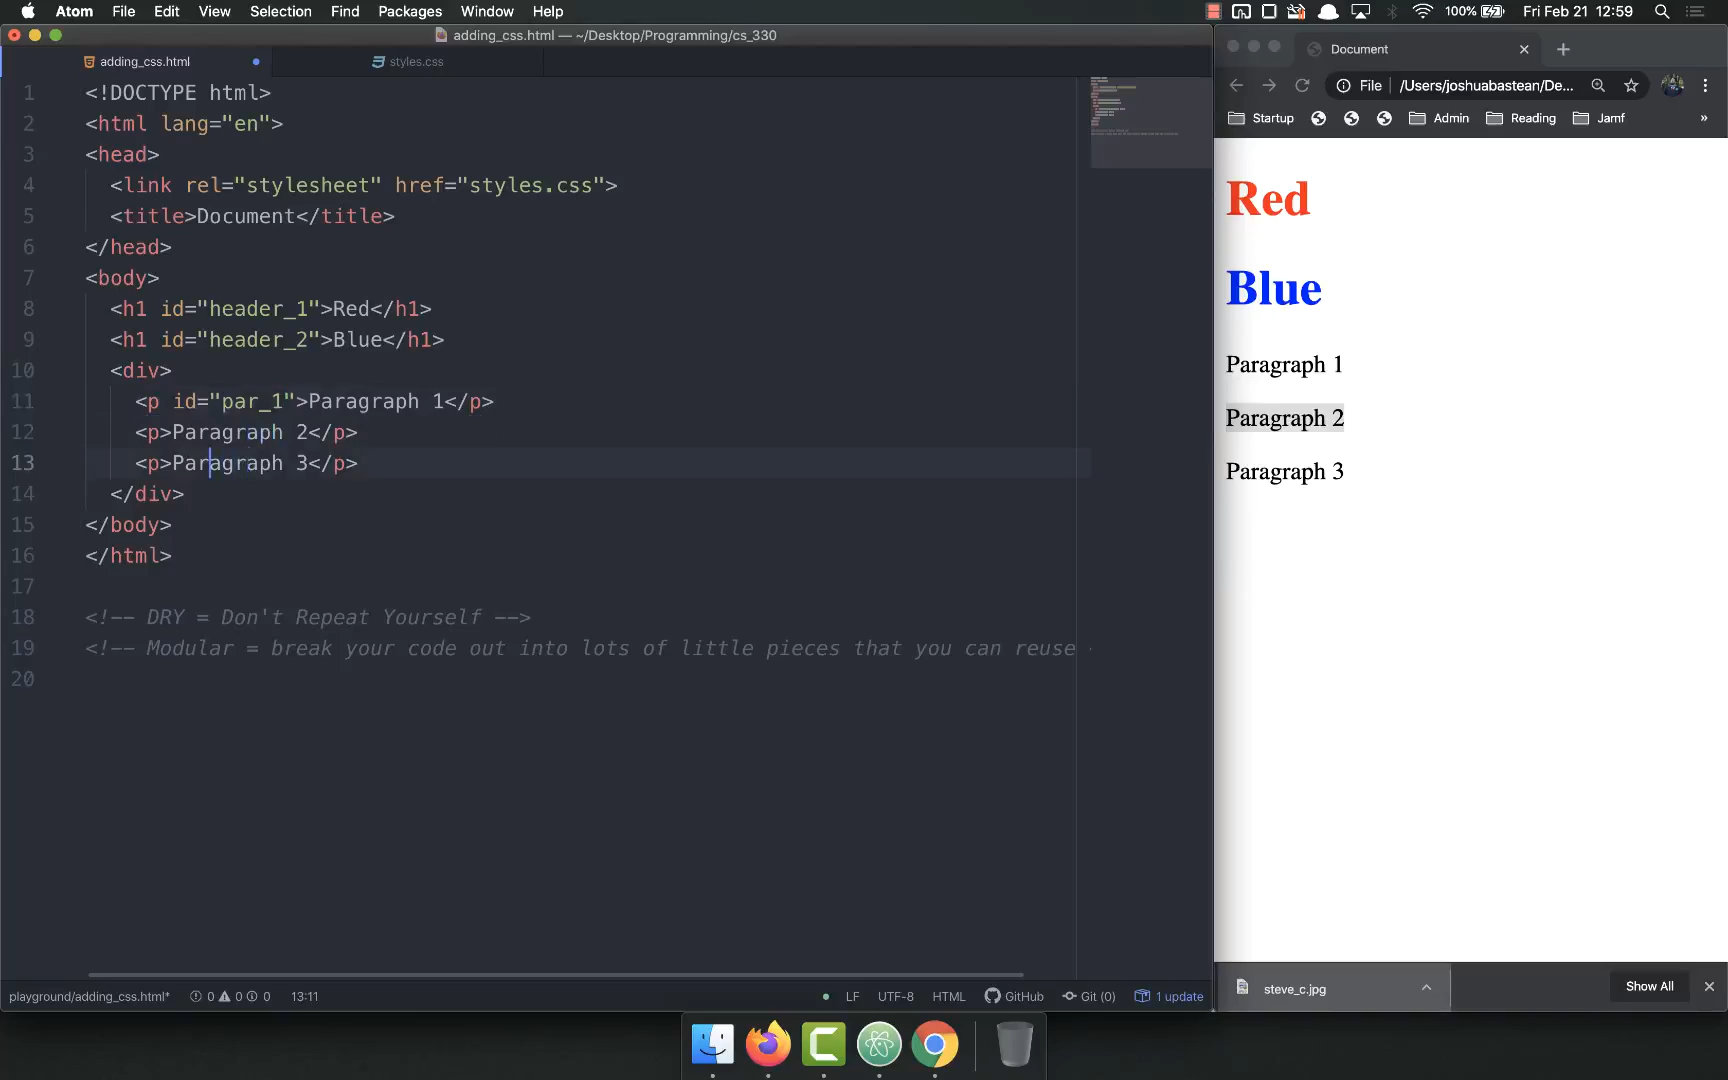 Atom File Edit View Selection Find Packages Window Help 100% Fri Feb 21 12:59
adding_css.html — ~/Desktop/Programming/cs_330
adding_css.html styles.css
1 <!DOCTYPE html>
2 <html lang="en">
3 <head>
4 <link rel="stylesheet" href="styles.css">
5 <title>Document</title>
6 </head>
7 <body>
8 <h1 id="header_1">Red</h1>
9 <h1 id="header_2">Blue</h1>
10 <div>
11 <p id="par_1">Paragraph 1</p>
12 <p>Paragraph 2</p>
13 <p>Paragraph 3</p>
14 </div>
15 </body>
16 </html>
17
18 <!-- DRY = Don't Repeat Yourself -->
19 <!-- Modular = break your code out into lots of little pieces that you can reuse
20
playground/adding_css.html* 0 0 0 13:11 LF UTF-8 HTML GitHub Git (0) 1 update
Document
File /Users/joshuabastean/De...
Startup Admin Reading Jamf »
Red
Blue
Paragraph 1
Paragraph 2
Paragraph 3
steve_c.jpg Show All